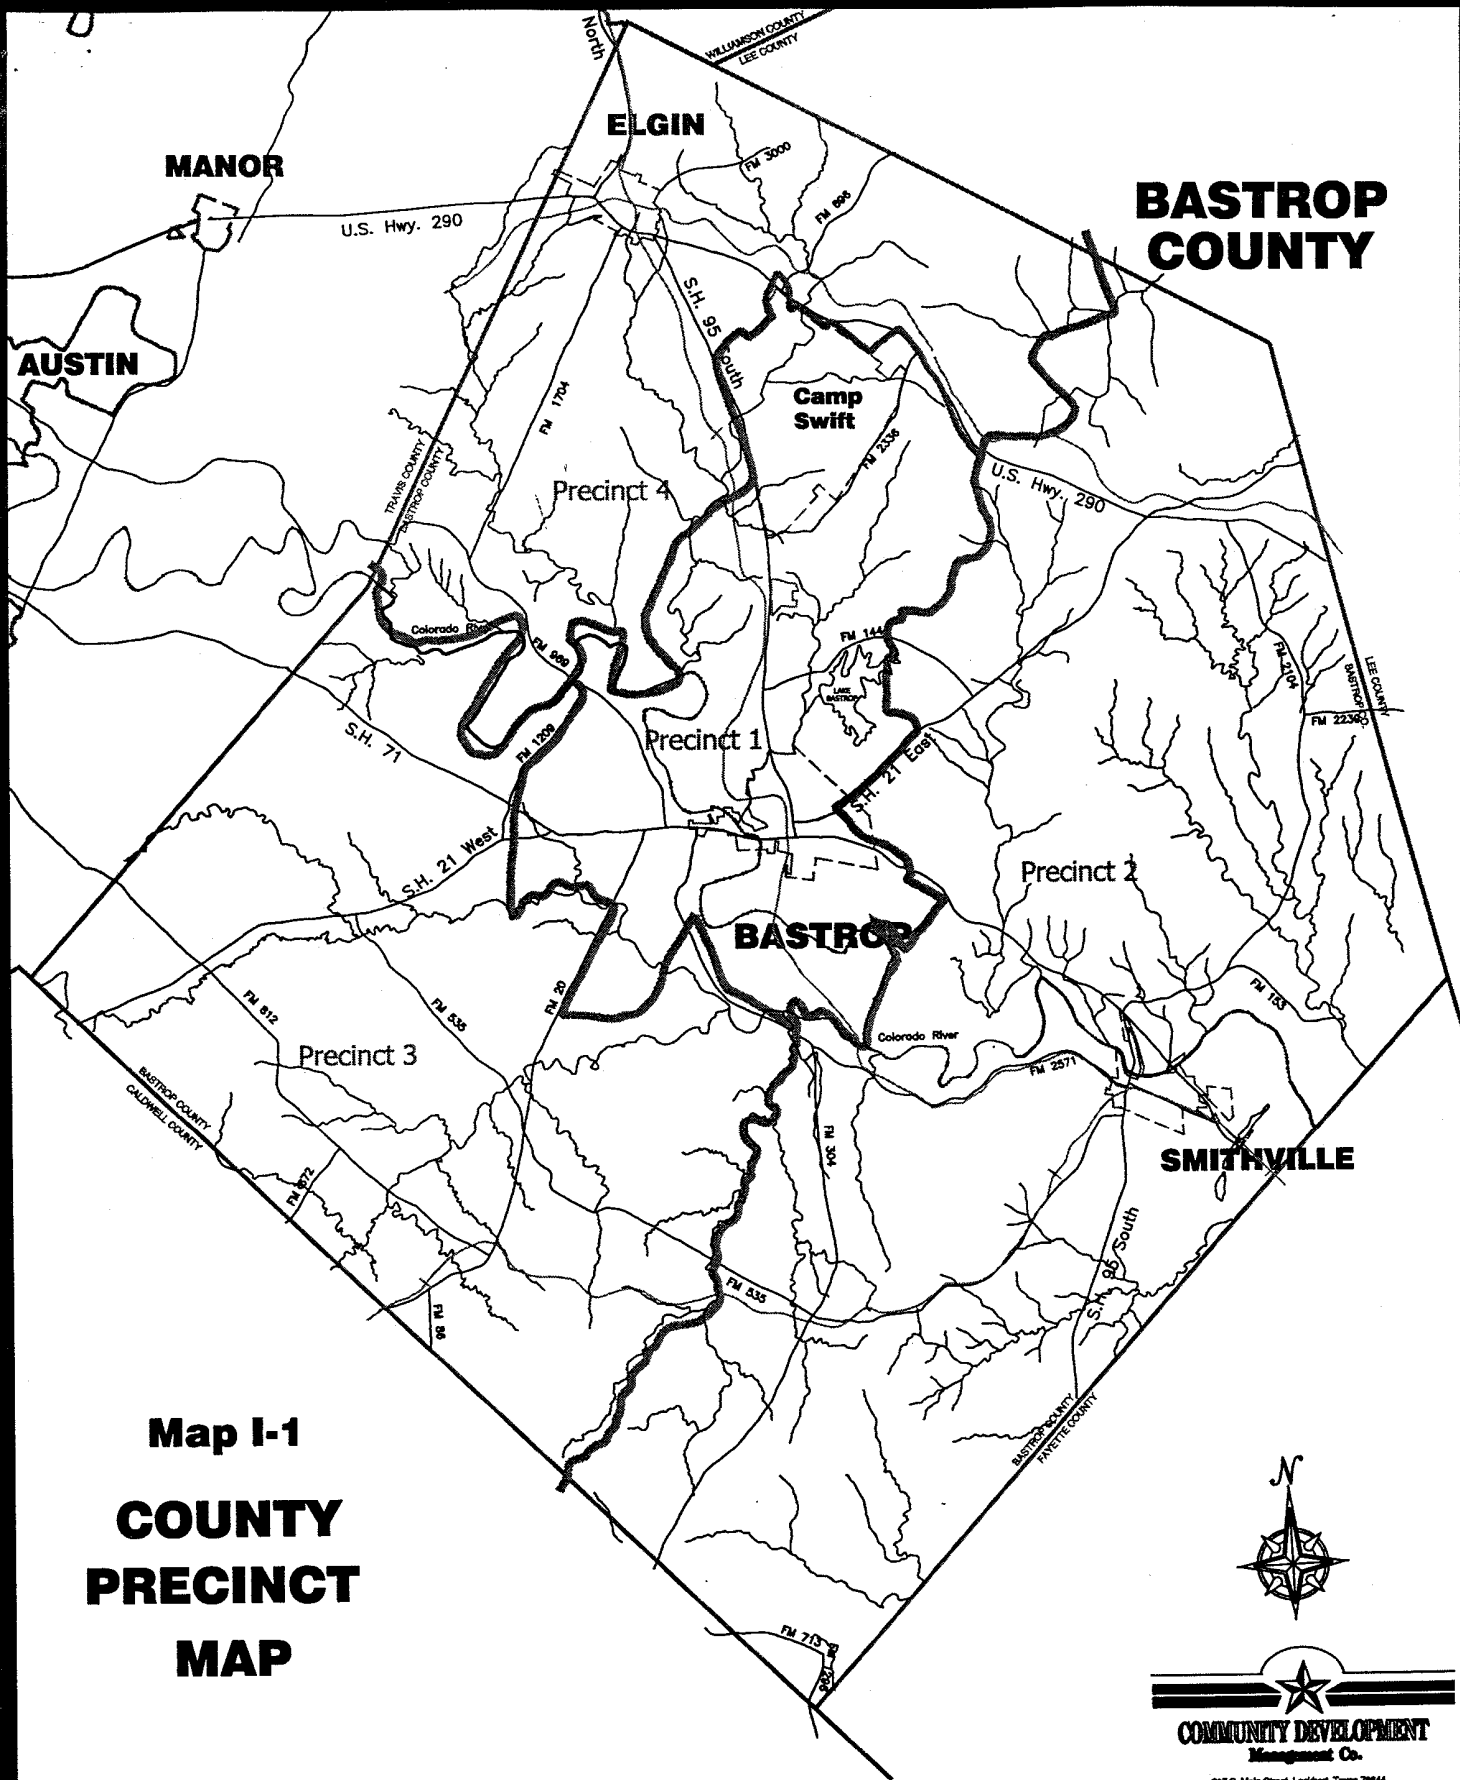 North
WILLIAMSON COUNTY
LEE COUNTY
ELGIN
MANOR
FM 3000
BASTROP
COUNTY
FM 696
U.S. Hwy. 290
S.H. 95 South
AUSTIN
Camp
Swift
FM 1704
FM 2336
TRAVIS COUNTY
BASTROP COUNTY
Precinct 4
U.S. Hwy. 290
Colorado River
FM 969
FM 144
FM 2104
LEE COUNTY
BASTROP CO.
LAKE
BASTROP
FM 2239
S.H. 71
FM 1209
Precinct 1
S.H. 21 East
S.H. 21 West
Precinct 2
BASTROP
FM 812
FM 535
FM 20
FM 153
Colorado River
Precinct 3
FM 2571
BASTROP COUNTY
CALDWELL COUNTY
FM 304
SMITHVILLE
FM 672
S.H. 95 South
FM 535
FM 86
BASTROP COUNTY
FAYETTE COUNTY
Map I-1
COUNTY
PRECINCT
MAP
N
FM 713
COMMUNITY DEVELOPMENT
Management Co.